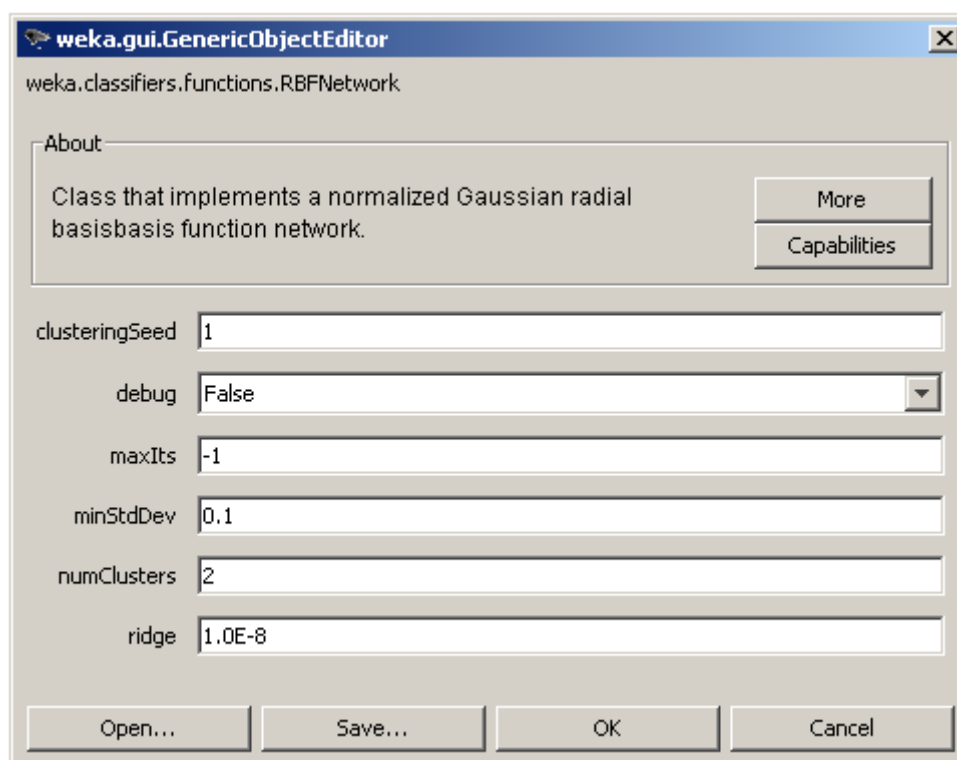 weka.gui.GenericObjectEditor
weka.classifiers.functions.RBFNetwork
About
Class that implements a normalized Gaussian radial
basisbasis function network.
More
Capabilities
clusteringSeed 1
debug False
maxIts -1
minStdDev 0.1
numClusters 2
ridge 1.0E-8
Open... Save... OK Cancel